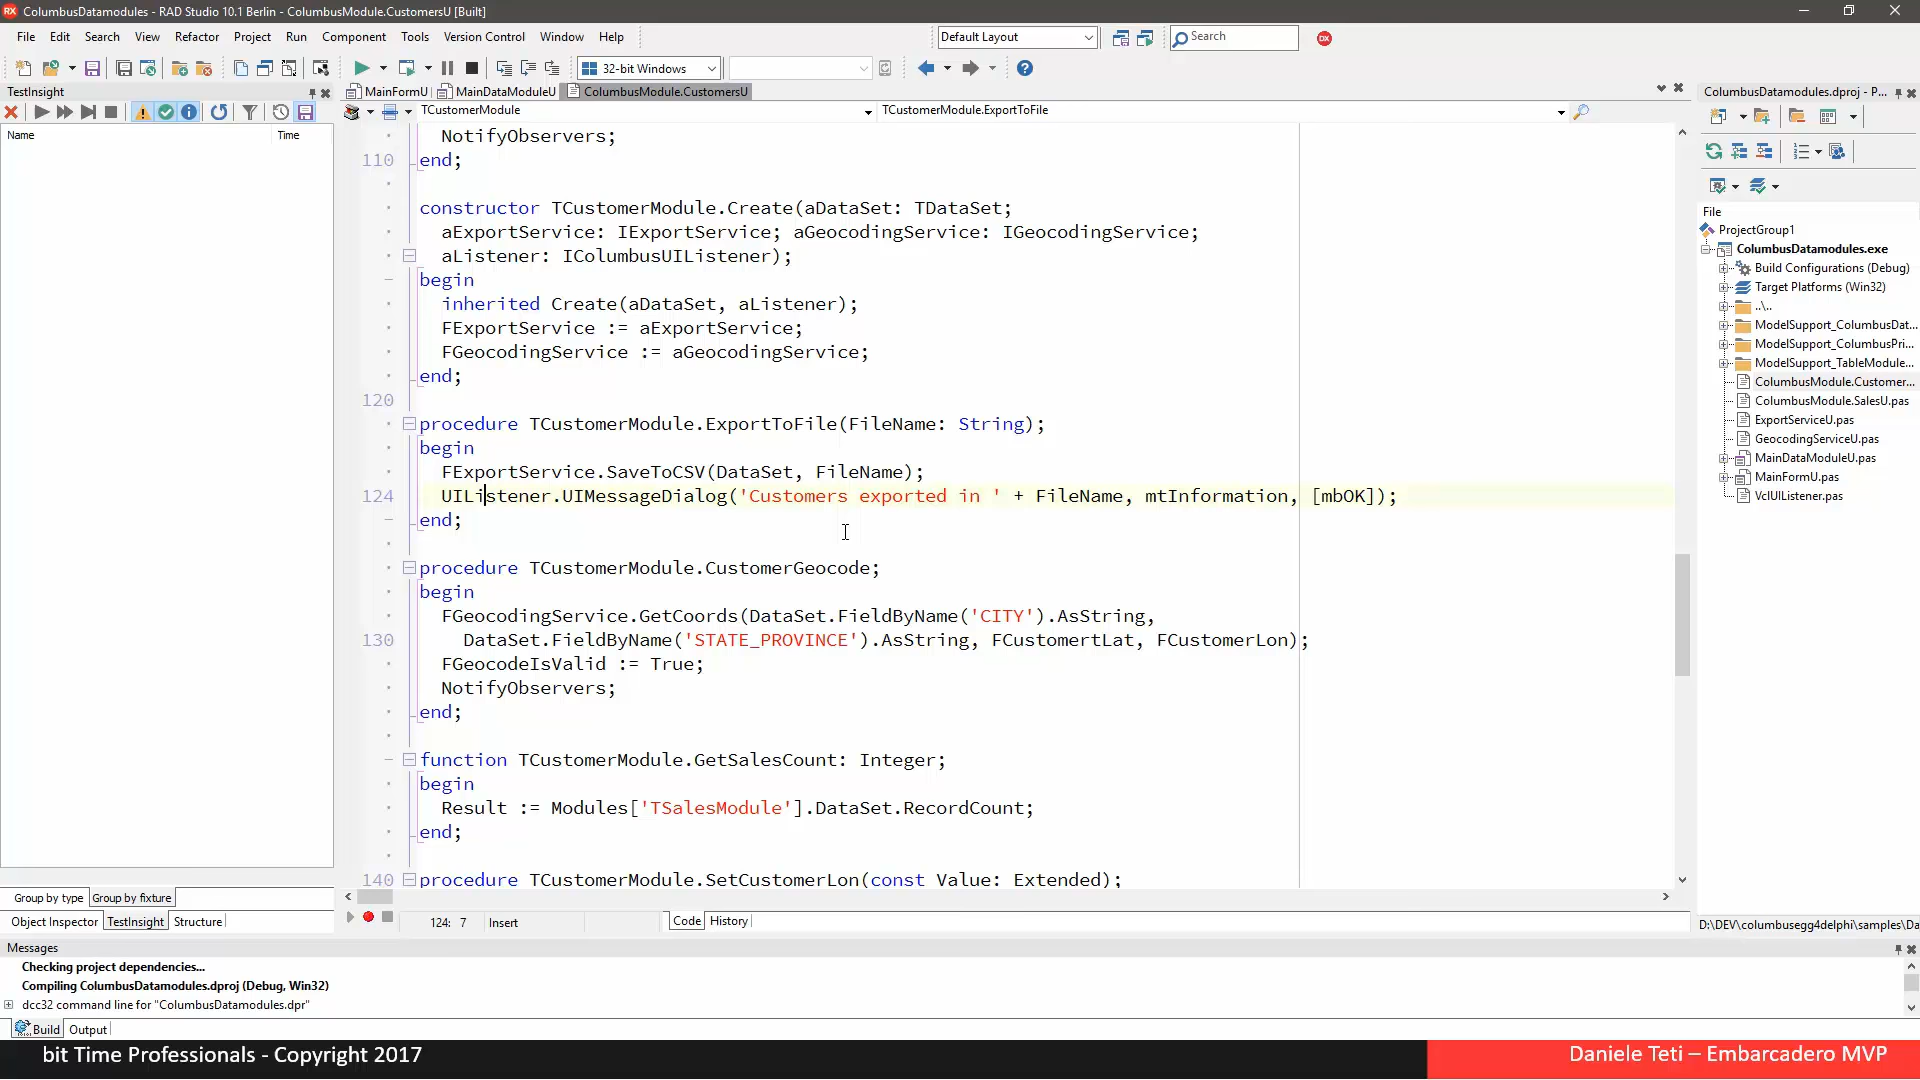 ColumbusDatamodules - RAD Studio 10.1 Berlin - ColumbusModule.CustomersU [Built]
File Edit Search View Refactor Project Run Component Tools Version Control Window Help
Default Layout
Search
DX
32-bit Windows
TestInsight
MainFormU MainDataModuleU ColumbusModule.CustomersU
ColumbusDatamodules.dproj - P...
TCustomerModule
TCustomerModule.ExportToFile
Name Time
NotifyObservers;
110 end;
constructor TCustomerModule.Create(aDataSet: TDataSet;
aExportService: IExportService; aGeocodingService: IGeocodingService;
aListener: IColumbusUIListener);
begin
inherited Create(aDataSet, aListener);
FExportService := aExportService;
FGeocodingService := aGeocodingService;
end;
120
procedure TCustomerModule.ExportToFile(FileName: String);
begin
FExportService.SaveToCSV(DataSet, FileName);
124 UIListener.UIMessageDialog('Customers exported in ' + FileName, mtInformation, [mbOK]);
end;
procedure TCustomerModule.CustomerGeocode;
begin
FGeocodingService.GetCoords(DataSet.FieldByName('CITY').AsString,
130 DataSet.FieldByName('STATE_PROVINCE').AsString, FCustomertLat, FCustomerLon);
FGeocodeIsValid := True;
NotifyObservers;
end;
function TCustomerModule.GetSalesCount: Integer;
begin
Result := Modules['TSalesModule'].DataSet.RecordCount;
end;
140 procedure TCustomerModule.SetCustomerLon(const Value: Extended);
File
ProjectGroup1
ColumbusDatamodules.exe
Build Configurations (Debug)
Target Platforms (Win32)
..\..
ModelSupport_ColumbusDat...
ModelSupport_ColumbusPri...
ModelSupport_TableModule...
ColumbusModule.Customer...
ColumbusModule.SalesU.pas
ExportServiceU.pas
GeocodingServiceU.pas
MainDataModuleU.pas
MainFormU.pas
VclUIListener.pas
Group by type Group by fixture
Object Inspector TestInsight Structure
124: 7 Insert
Code History
D:\DEV\columbusegg4delphi\samples\Da
Messages
Checking project dependencies...
Compiling ColumbusDatamodules.dproj (Debug, Win32)
dcc32 command line for "ColumbusDatamodules.dpr"
Build Output
bit Time Professionals - Copyright 2017
Daniele Teti – Embarcadero MVP